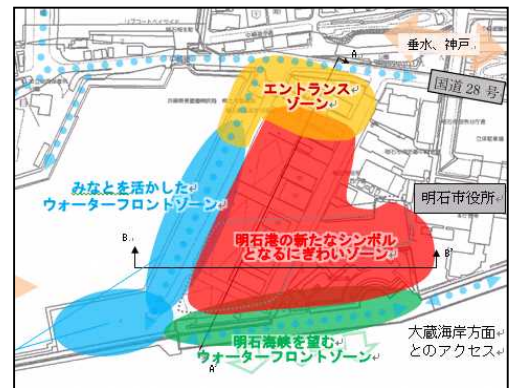 垂水、神戸
A
エントランス
ゾーン
国道28号
みなとを活かした
ウォーターフロントゾーン
明石市役所
明石港の新たなシンボル
となるにぎわいゾーン
B
B'
明石海峡を望む
ウォーターフロントゾーン
大蔵海岸方面
とのアクセス
A'